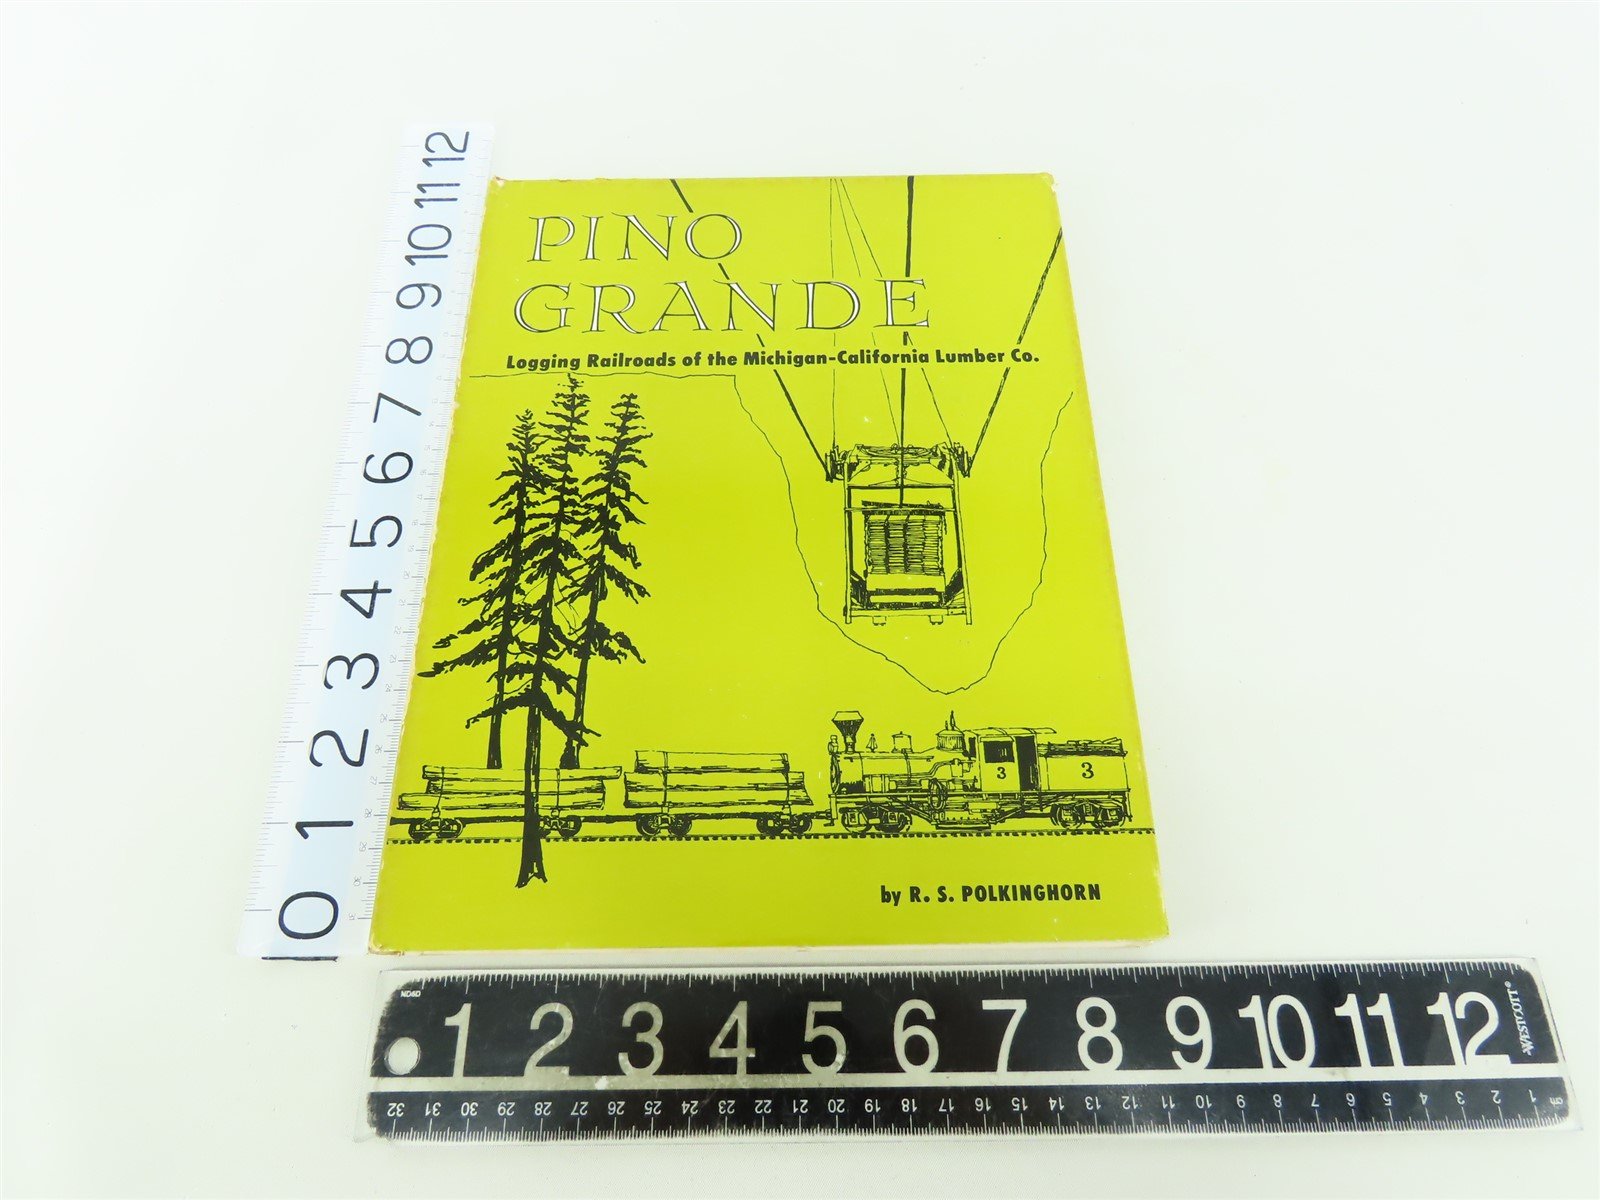 PINO
GRANDE
Logging Railroads of the Michigan-California Lumber Co.
3 3
by R. S. POLKINGHORN
12
11
10
9
8
7
6
5
4
3
2
1
0
1 2 3 4 5 6 7 8 9 10 11 12
WESTCOTT®
32 31 30 29 28 27 26 25 24 23 22 21 20 19 18 17 16 15 14 13 12 11 10 9 8 7 6 5 4 3 2 1